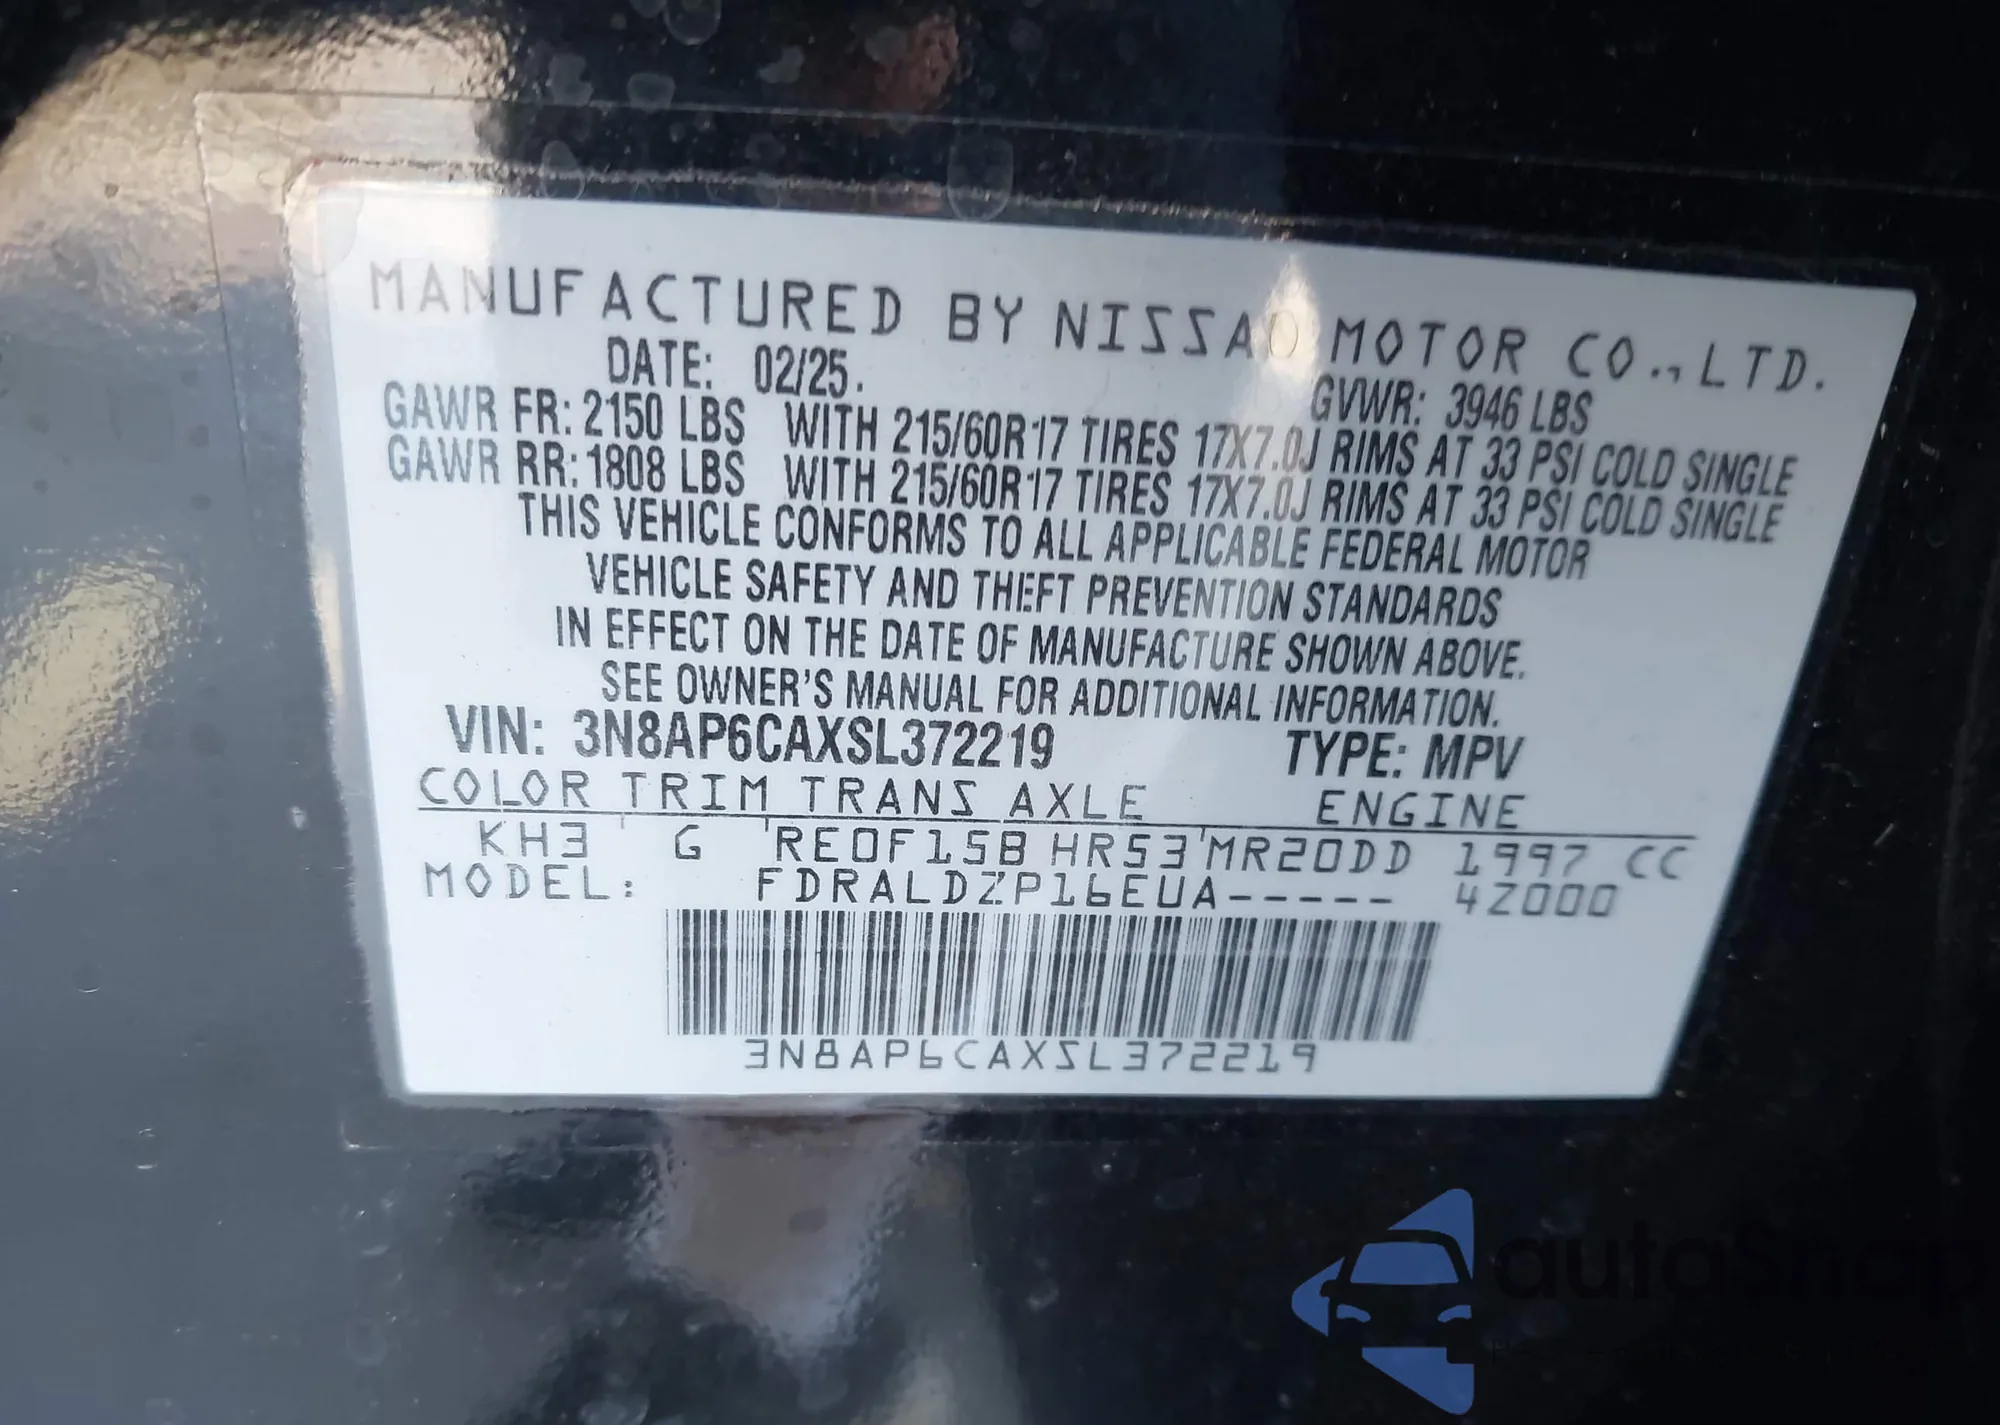 MANUFACTURED BY NISSAN MOTOR CO., LTD.
DATE: 02/25. GVWR: 3946 LBS
GAWR FR: 2150 LBS WITH 215/60R17 TIRES 17X7.0J RIMS AT 33 PSI COLD SINGLE
GAWR RR: 1808 LBS WITH 215/60R17 TIRES 17X7.0J RIMS AT 33 PSI COLD SINGLE
THIS VEHICLE CONFORMS TO ALL APPLICABLE FEDERAL MOTOR
VEHICLE SAFETY AND THEFT PREVENTION STANDARDS
IN EFFECT ON THE DATE OF MANUFACTURE SHOWN ABOVE.
SEE OWNER'S MANUAL FOR ADDITIONAL INFORMATION.
VIN: 3N8AP6CAXSL372219 TYPE: MPV
COLOR TRIM TRANS AXLE ENGINE
KH3 G RE0F15B HR53 MR20DD 1997 CC
MODEL: FDRALDZP16EUA----- 4Z000
3N8AP6CAXSL372219
autaSnap